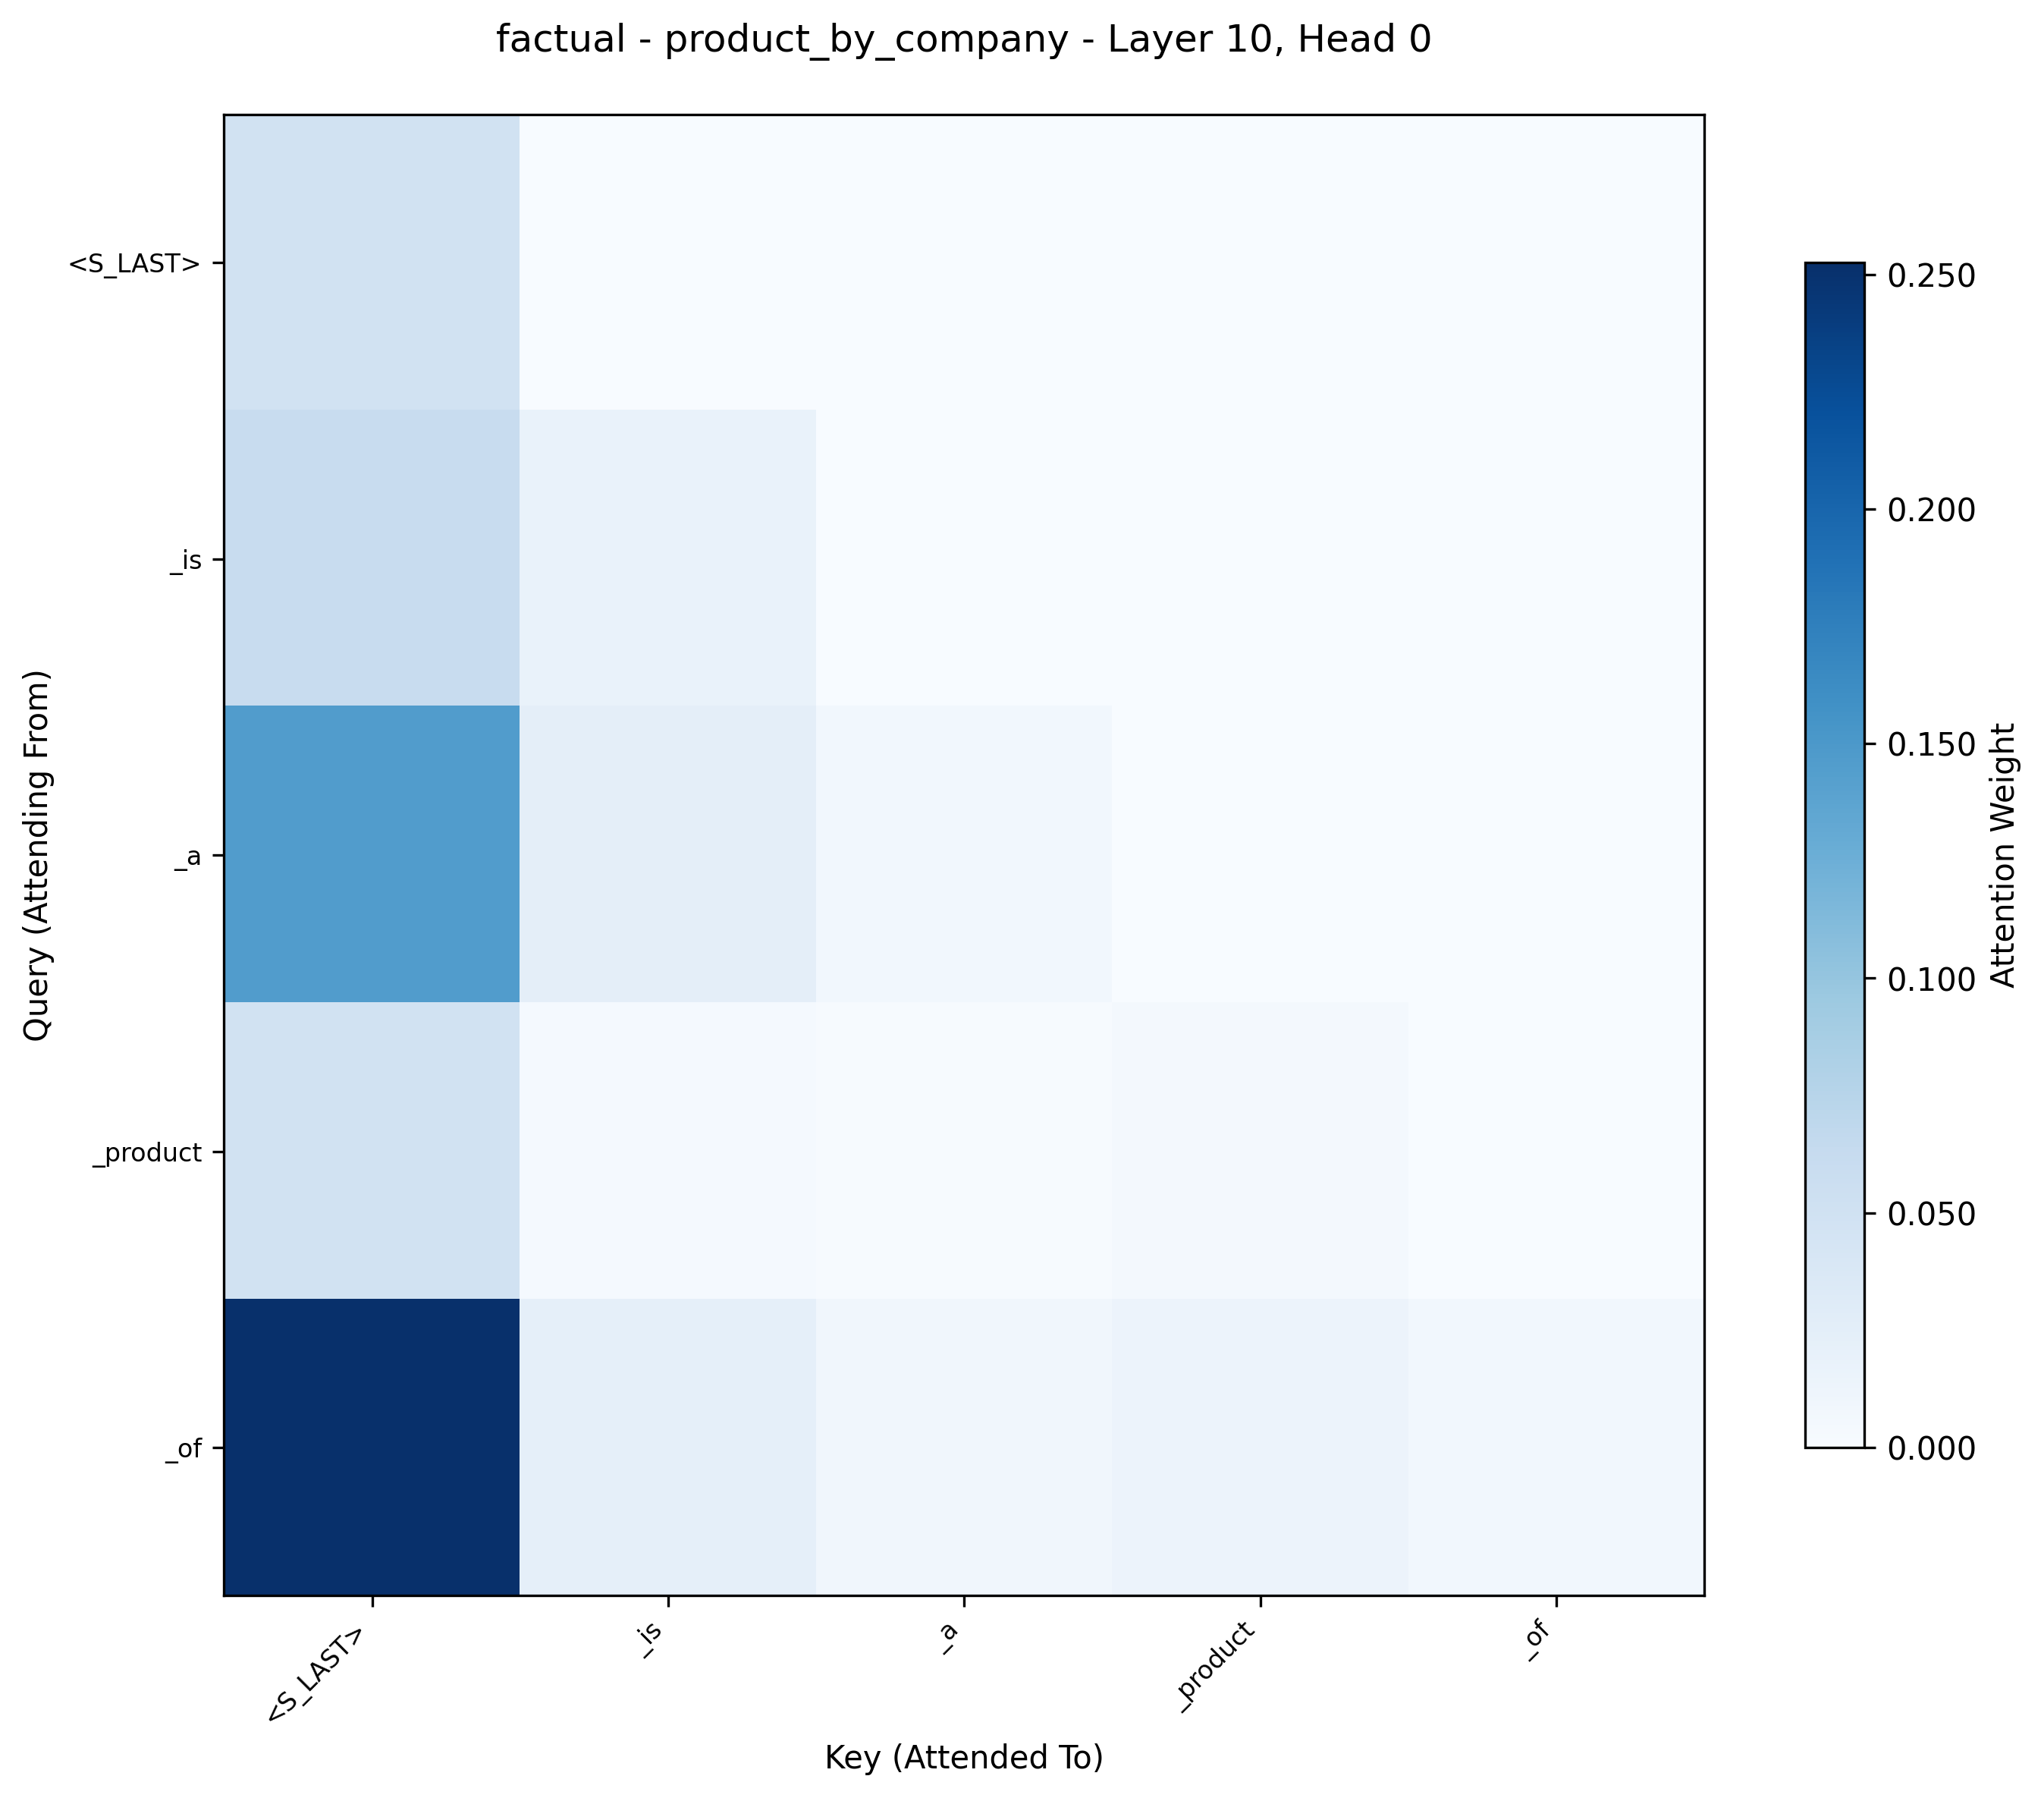 factual - product_by_company - Layer 10, Head 0
Query (Attending From)
<S_LAST>
_is
_a
_product
_of
<S_LAST>
_is
_a
_product
_of
Key (Attended To)
0.250
0.200
0.150
0.100
0.050
0.000
Attention Weight